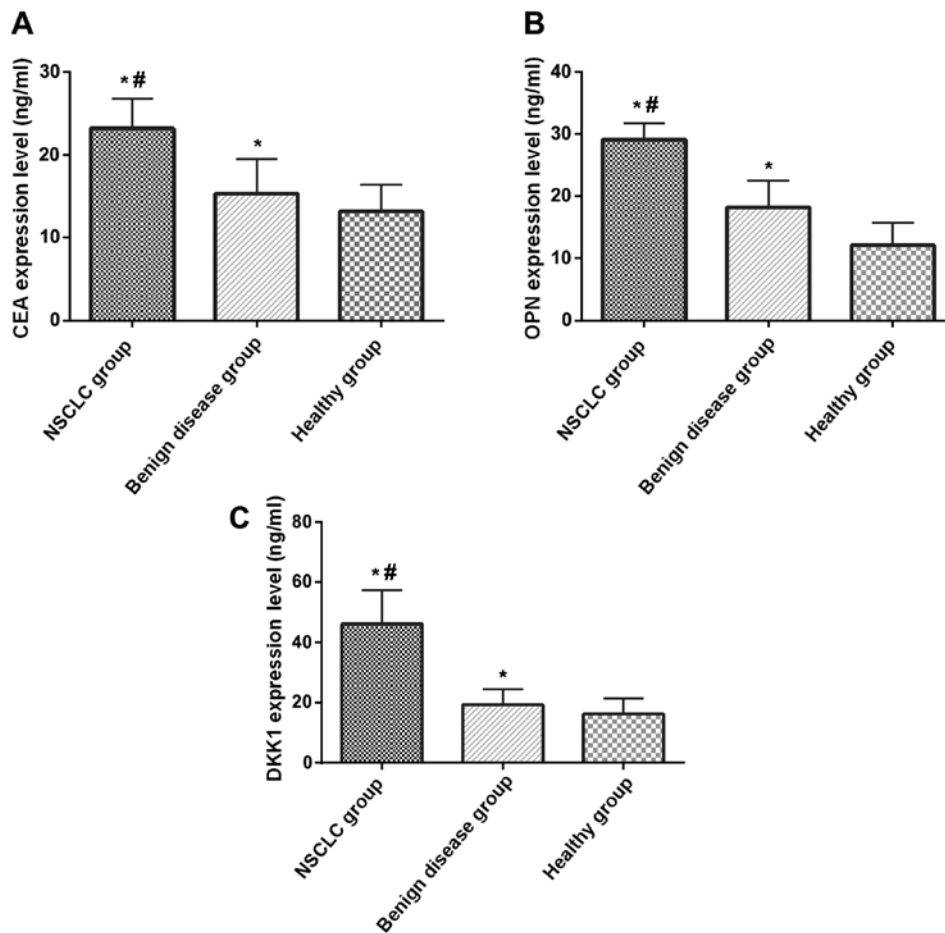 A
CEA expression level (ng/ml)
30
20
10
0
* #
*
NSCLC group
Benign disease group
Healthy group
B
OPN expression level (ng/ml)
40
30
20
10
0
* #
*
NSCLC group
Benign disease group
Healthy group
C
DKK1 expression level (ng/ml)
80
60
40
20
0
* #
*
NSCLC group
Benign disease group
Healthy group